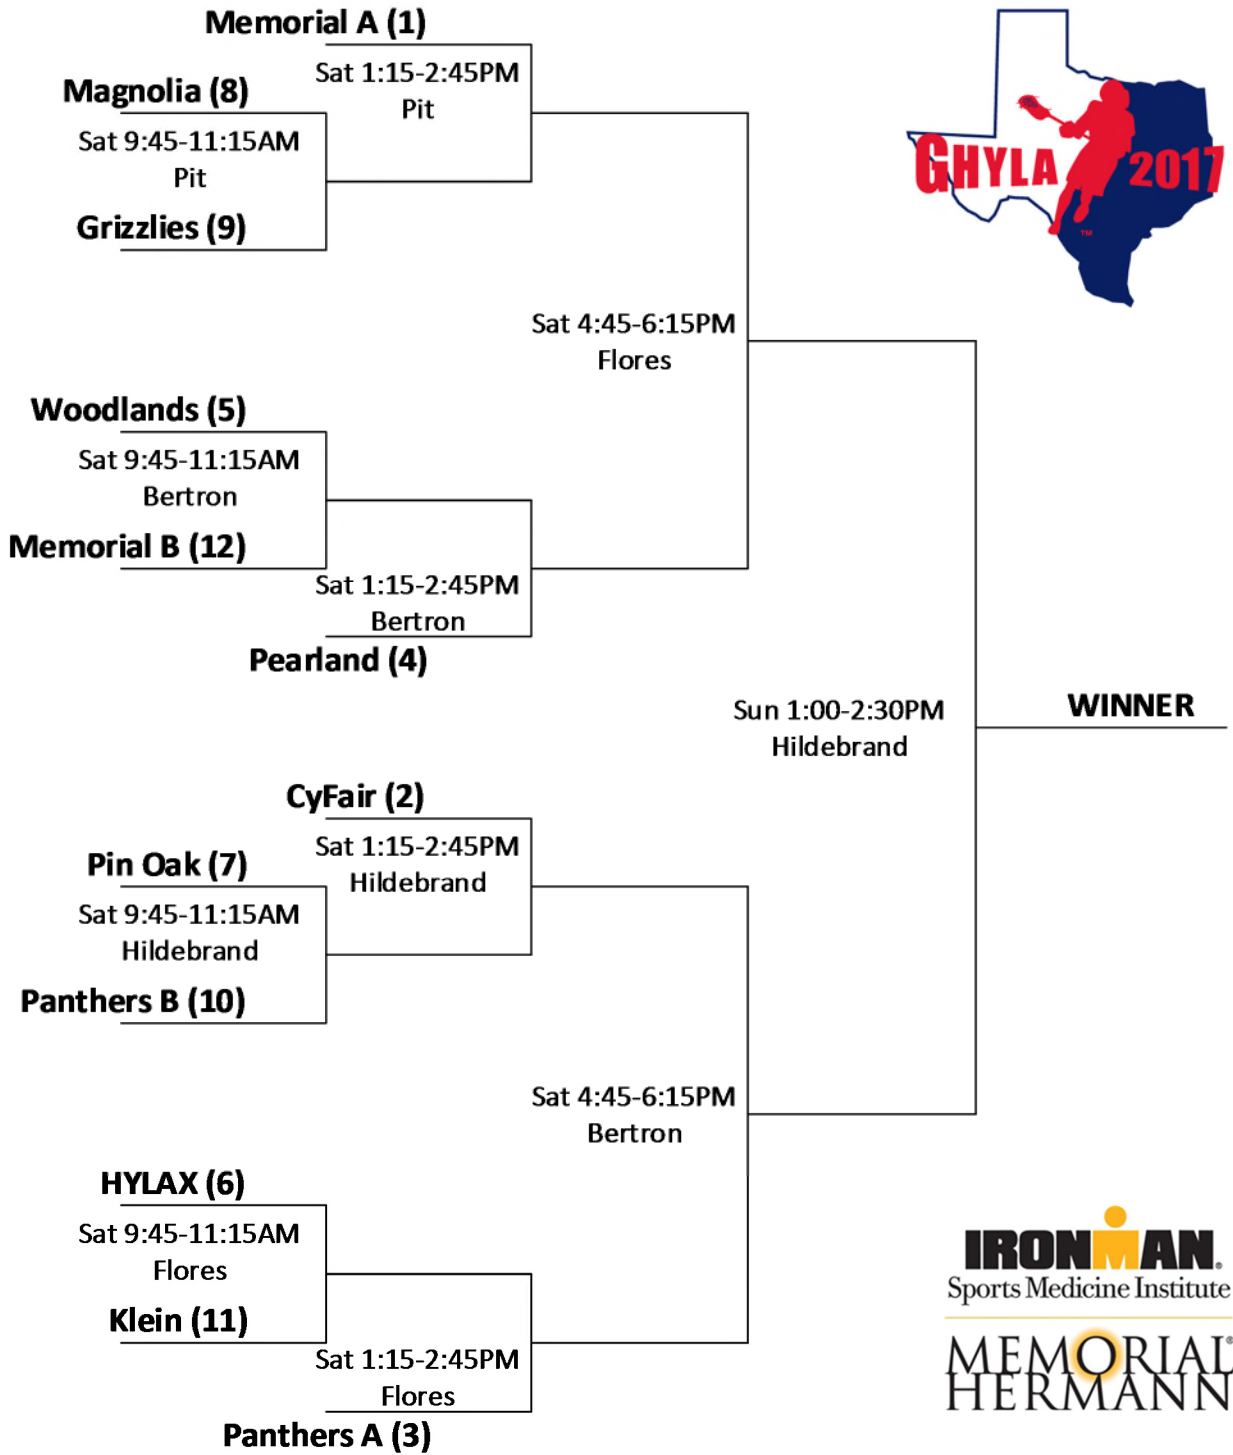 Memorial A (1)
Sat 1:15-2:45PM
Pit
Magnolia (8)
Sat 9:45-11:15AM
Pit
Grizzlies (9)
GHYLA 2017
TM
Sat 4:45-6:15PM
Flores
Woodlands (5)
Sat 9:45-11:15AM
Bertron
Memorial B (12)
Sat 1:15-2:45PM
Bertron
Pearland (4)
Sun 1:00-2:30PM
Hildebrand
WINNER
CyFair (2)
Sat 1:15-2:45PM
Hildebrand
Pin Oak (7)
Sat 9:45-11:15AM
Hildebrand
Panthers B (10)
Sat 4:45-6:15PM
Bertron
HYLAX (6)
Sat 9:45-11:15AM
Flores
Klein (11)
Sat 1:15-2:45PM
Flores
Panthers A (3)
IRONMAN®
Sports Medicine Institute
MEMORIAL®
HERMANN